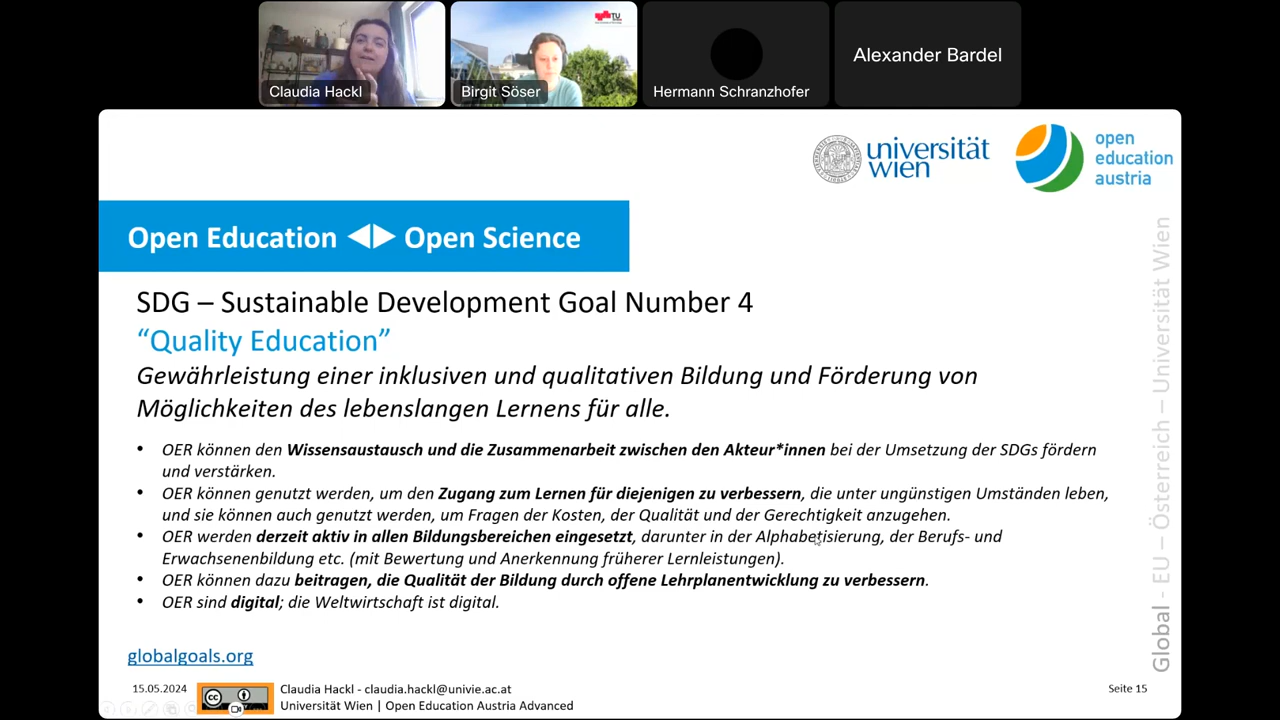 TU
Claudia Hackl
Birgit Söser
Hermann Schranzhofer
Alexander Bardel
universität
wien
open
education
austria
Open Education ◀▶ Open Science
SDG – Sustainable Development Goal Number 4
“Quality Education”
Gewährleistung einer inklusiven und qualitativen Bildung und Förderung von
Möglichkeiten des lebenslangen Lernens für alle.
• OER können den Wissensaustausch und die Zusammenarbeit zwischen den Akteur*innen bei der Umsetzung der SDGs fördern
und verstärken.
• OER können genutzt werden, um den Zugang zum Lernen für diejenigen zu verbessern, die unter ungünstigen Umständen leben,
und sie können auch genutzt werden, um Fragen der Kosten, der Qualität und der Gerechtigkeit anzugehen.
• OER werden derzeit aktiv in allen Bildungsbereichen eingesetzt, darunter in der Alphabetisierung, der Berufs- und
Erwachsenenbildung etc. (mit Bewertung und Anerkennung früherer Lernleistungen).
• OER können dazu beitragen, die Qualität der Bildung durch offene Lehrplanentwicklung zu verbessern.
• OER sind digital; die Weltwirtschaft ist digital.
Global - EU – Österreich – Universität Wien
globalgoals.org
15.05.2024
cc
Claudia Hackl - claudia.hackl@univie.ac.at
Universität Wien | Open Education Austria Advanced
Seite 15